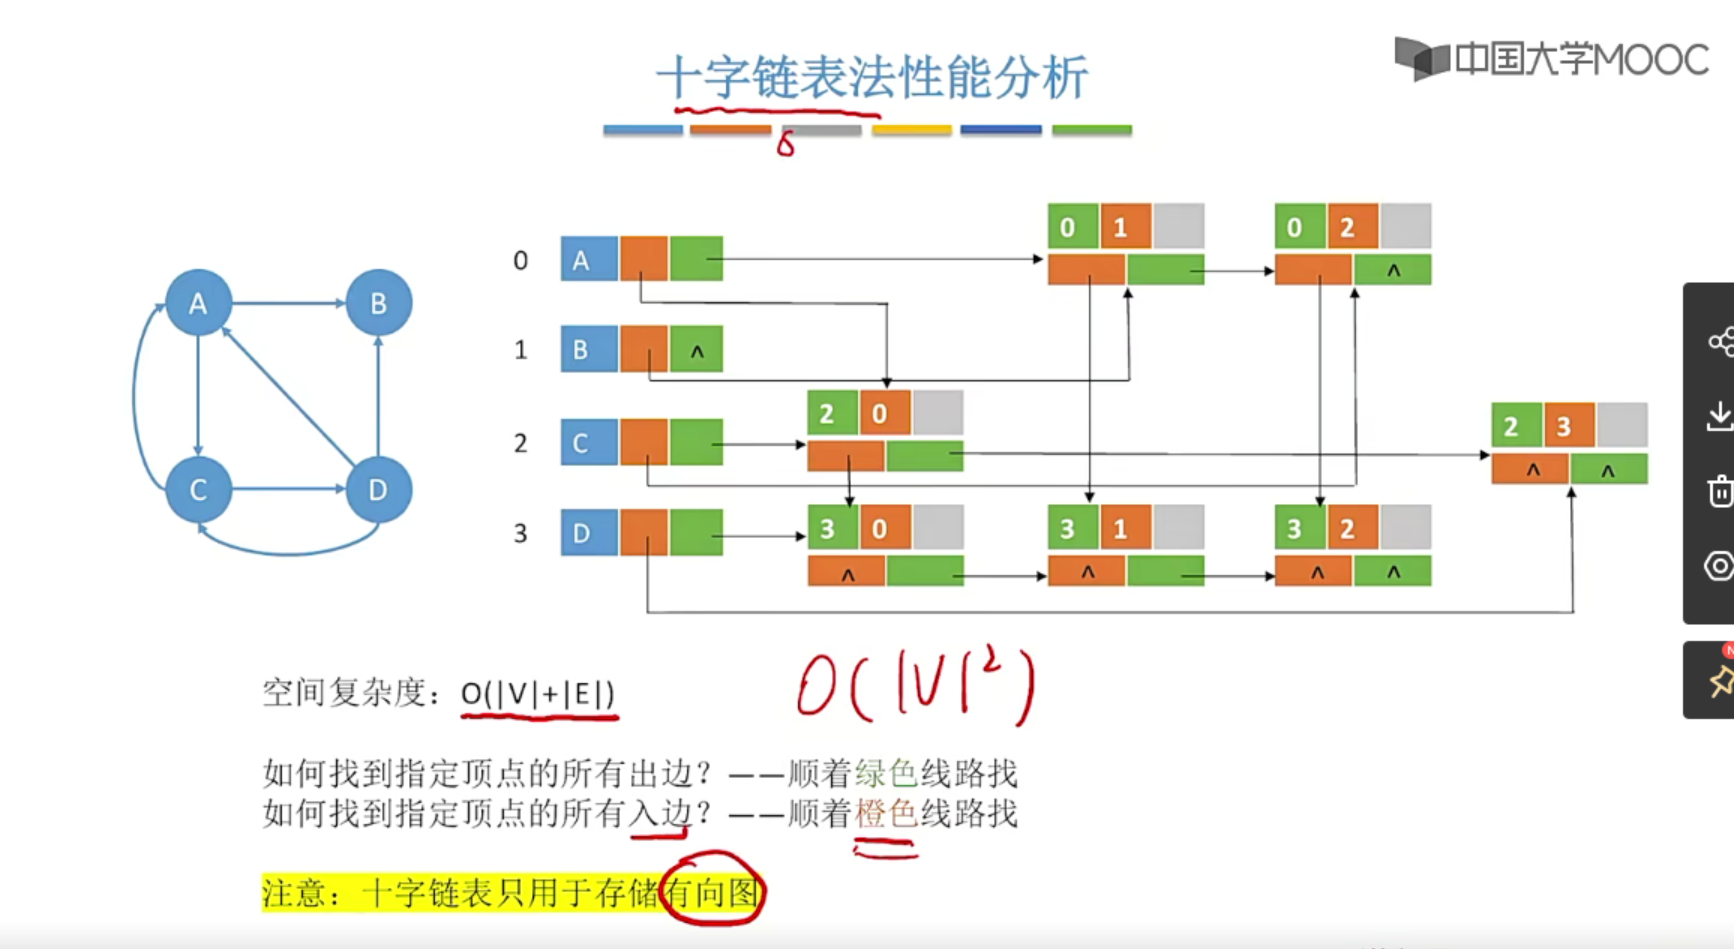 中国大学MOOC
十字链表法性能分析
0 A ^
1 B ^
2 C
3 D
0 1
0 2 ^
2 0
2 3 ^ ^
3 0 ^
3 1 ^
3 2 ^ ^
A B
C D
空间复杂度：O(|V|+|E|)
O(|V|²)
如何找到指定顶点的所有出边？——顺着绿色线路找
如何找到指定顶点的所有入边？——顺着橙色线路找
注意：十字链表只用于存储有向图